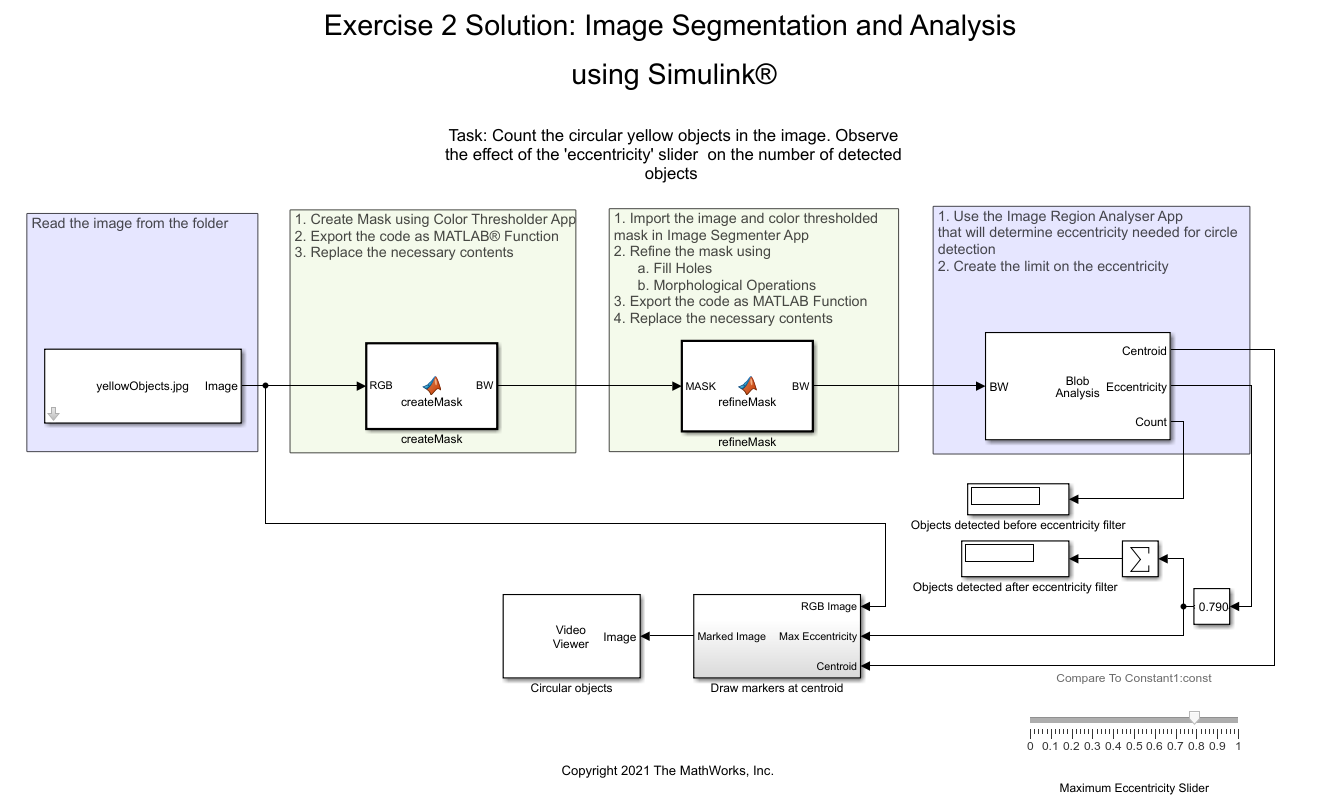 Exercise 2 Solution: Image Segmentation and Analysis
using Simulink®
Task: Count the circular yellow objects in the image. Observe
the effect of the 'eccentricity' slider  on the number of detected
objects
Read the image from the folder
yellowObjects.jpg
Image
1. Create Mask using Color Thresholder App
2. Export the code as MATLAB® Function
3. Replace the necessary contents
RGB
BW
createMask
createMask
1. Import the image and color thresholded
mask in Image Segmenter App
2. Refine the mask using
a. Fill Holes
b. Morphological Operations
3. Export the code as MATLAB Function
4. Replace the necessary contents
MASK
BW
refineMask
refineMask
1. Use the Image Region Analyser App
that will determine eccentricity needed for circle
detection
2. Create the limit on the eccentricity
BW
Blob
Analysis
Centroid
Eccentricity
Count
Objects detected before eccentricity filter
Objects detected after eccentricity filter
∑
0.790
RGB Image
Marked Image
Max Eccentricity
Centroid
Draw markers at centroid
Video
Viewer
Image
Circular objects
Compare To Constant1:const
0 0.1 0.2 0.3 0.4 0.5 0.6 0.7 0.8 0.9 1
Maximum Eccentricity Slider
Copyright 2021 The MathWorks, Inc.